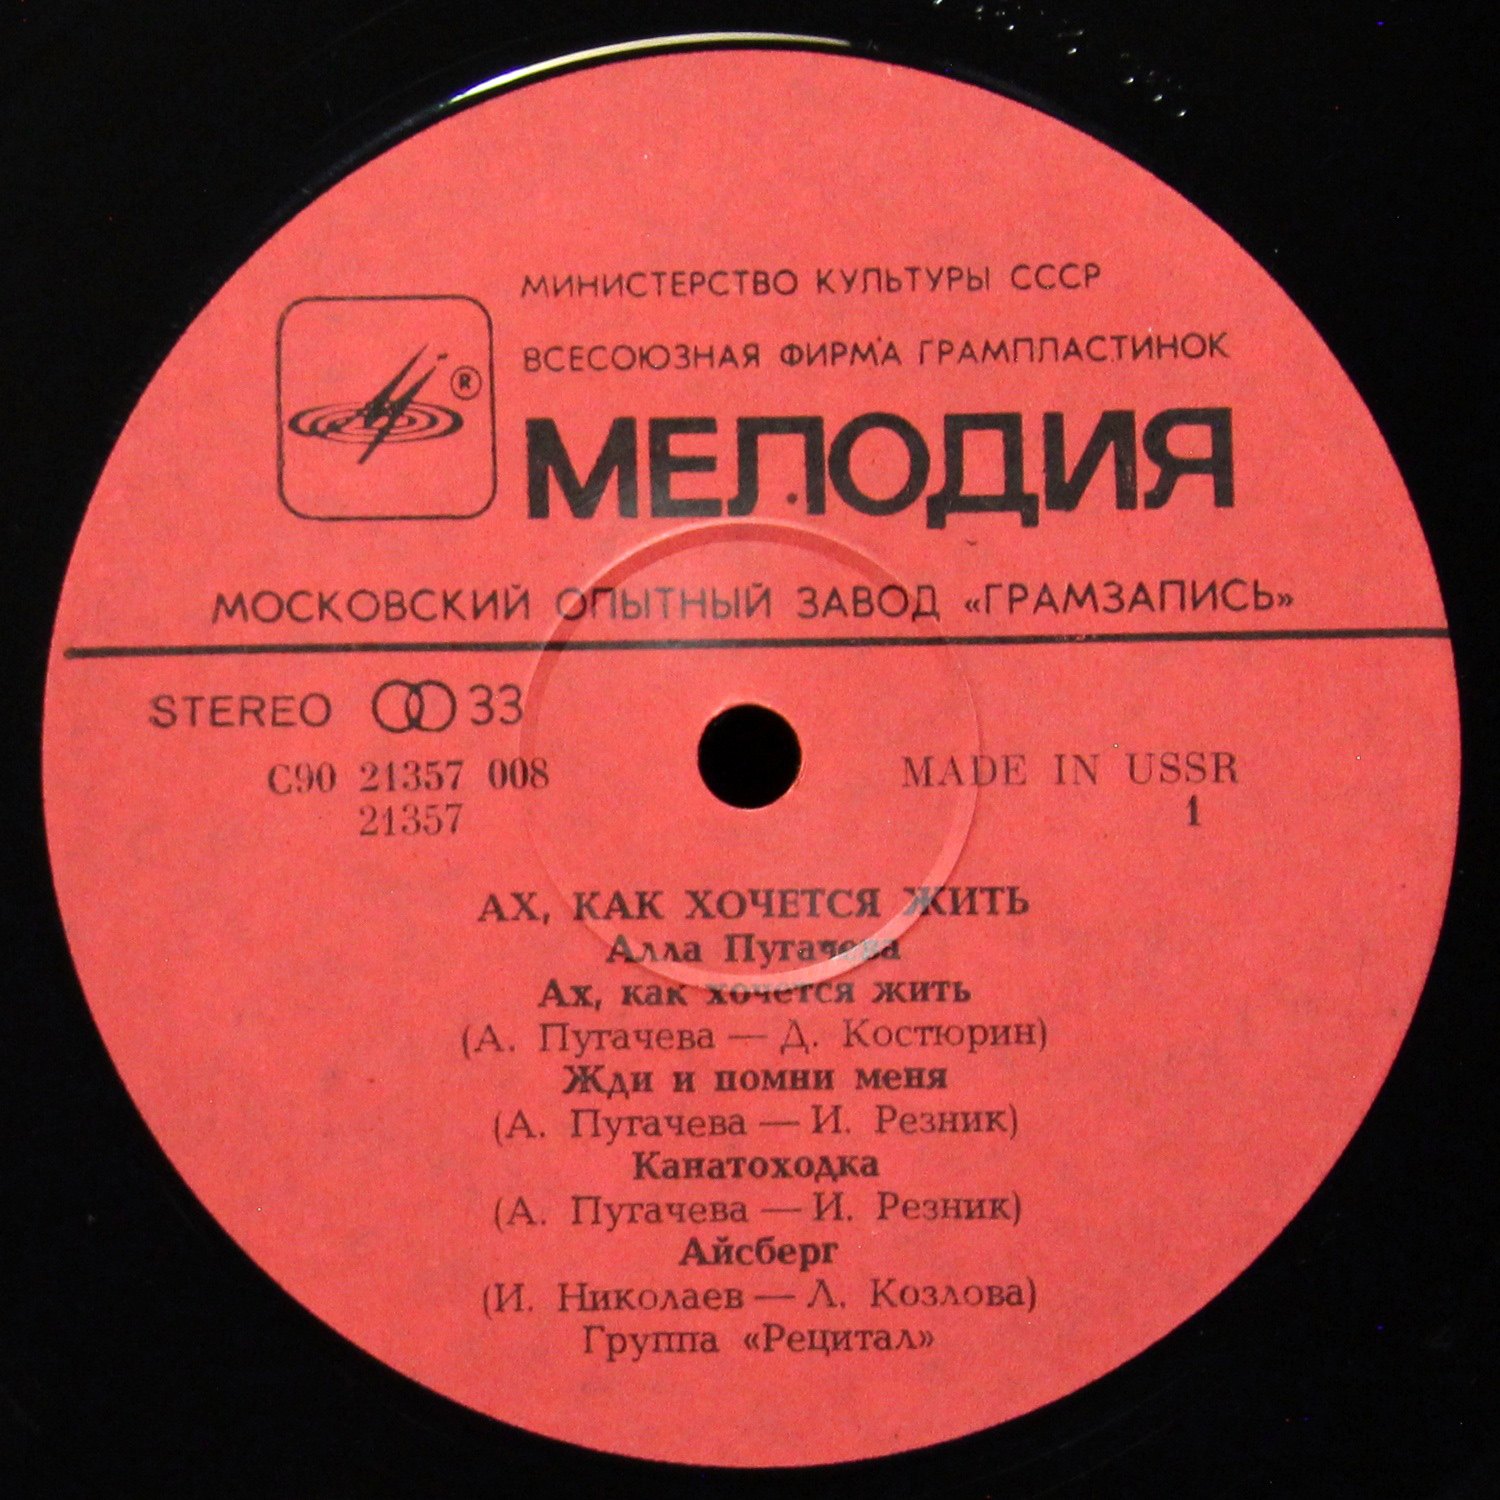 МИНИСТЕРСТВО КУЛЬТУРЫ СССР
ВСЕСОЮЗНАЯ ФИРМА ГРАМПЛАСТИНОК
®
МЕЛОДИЯ
МОСКОВСКИЙ ОПЫТНЫЙ ЗАВОД «ГРАМЗАПИСЬ»
STEREO 33
С90 21357 008
MADE IN USSR
21357
1
АХ, КАК ХОЧЕТСЯ ЖИТЬ
Алла Пугачева
Ах, как хочется жить
(А. Пугачева — Д. Костюрин)
Жди и помни меня
(А. Пугачева — И. Резник)
Канатоходка
(А. Пугачева — И. Резник)
Айсберг
(И. Николаев — Л. Козлова)
Группа «Рецитал»